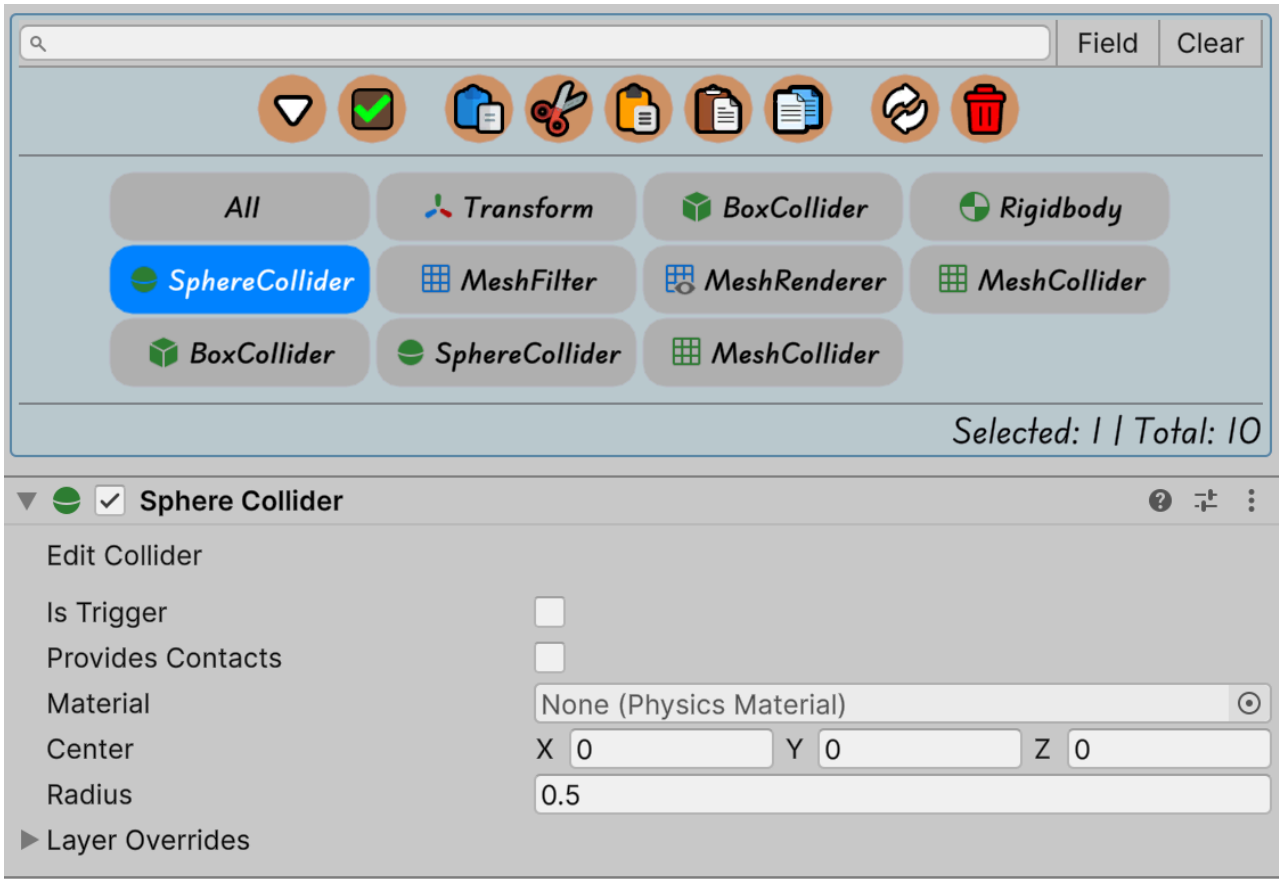 Field Clear
All Transform BoxCollider Rigidbody
SphereCollider MeshFilter MeshRenderer MeshCollider
BoxCollider SphereCollider MeshCollider
Selected: 1 | Total: 10
Sphere Collider
Edit Collider
Is Trigger
Provides Contacts
Material None (Physics Material)
Center X 0 Y 0 Z 0
Radius 0.5
Layer Overrides